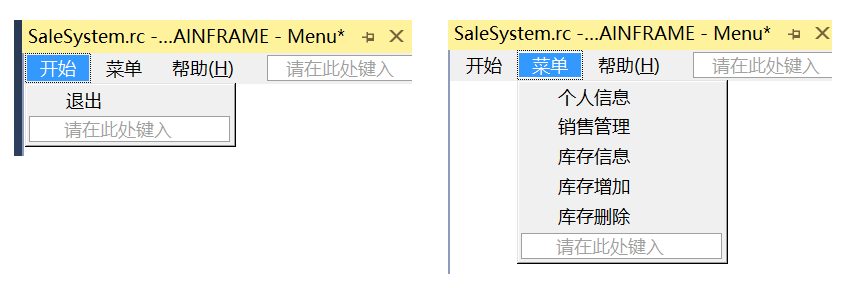 SaleSystem.rc -...AINFRAME - Menu*
开始 菜单 帮助(H) 请在此处键入
退出
请在此处键入
SaleSystem.rc -...AINFRAME - Menu*
开始 菜单 帮助(H) 请在此处键入
个人信息
销售管理
库存信息
库存增加
库存删除
请在此处键入